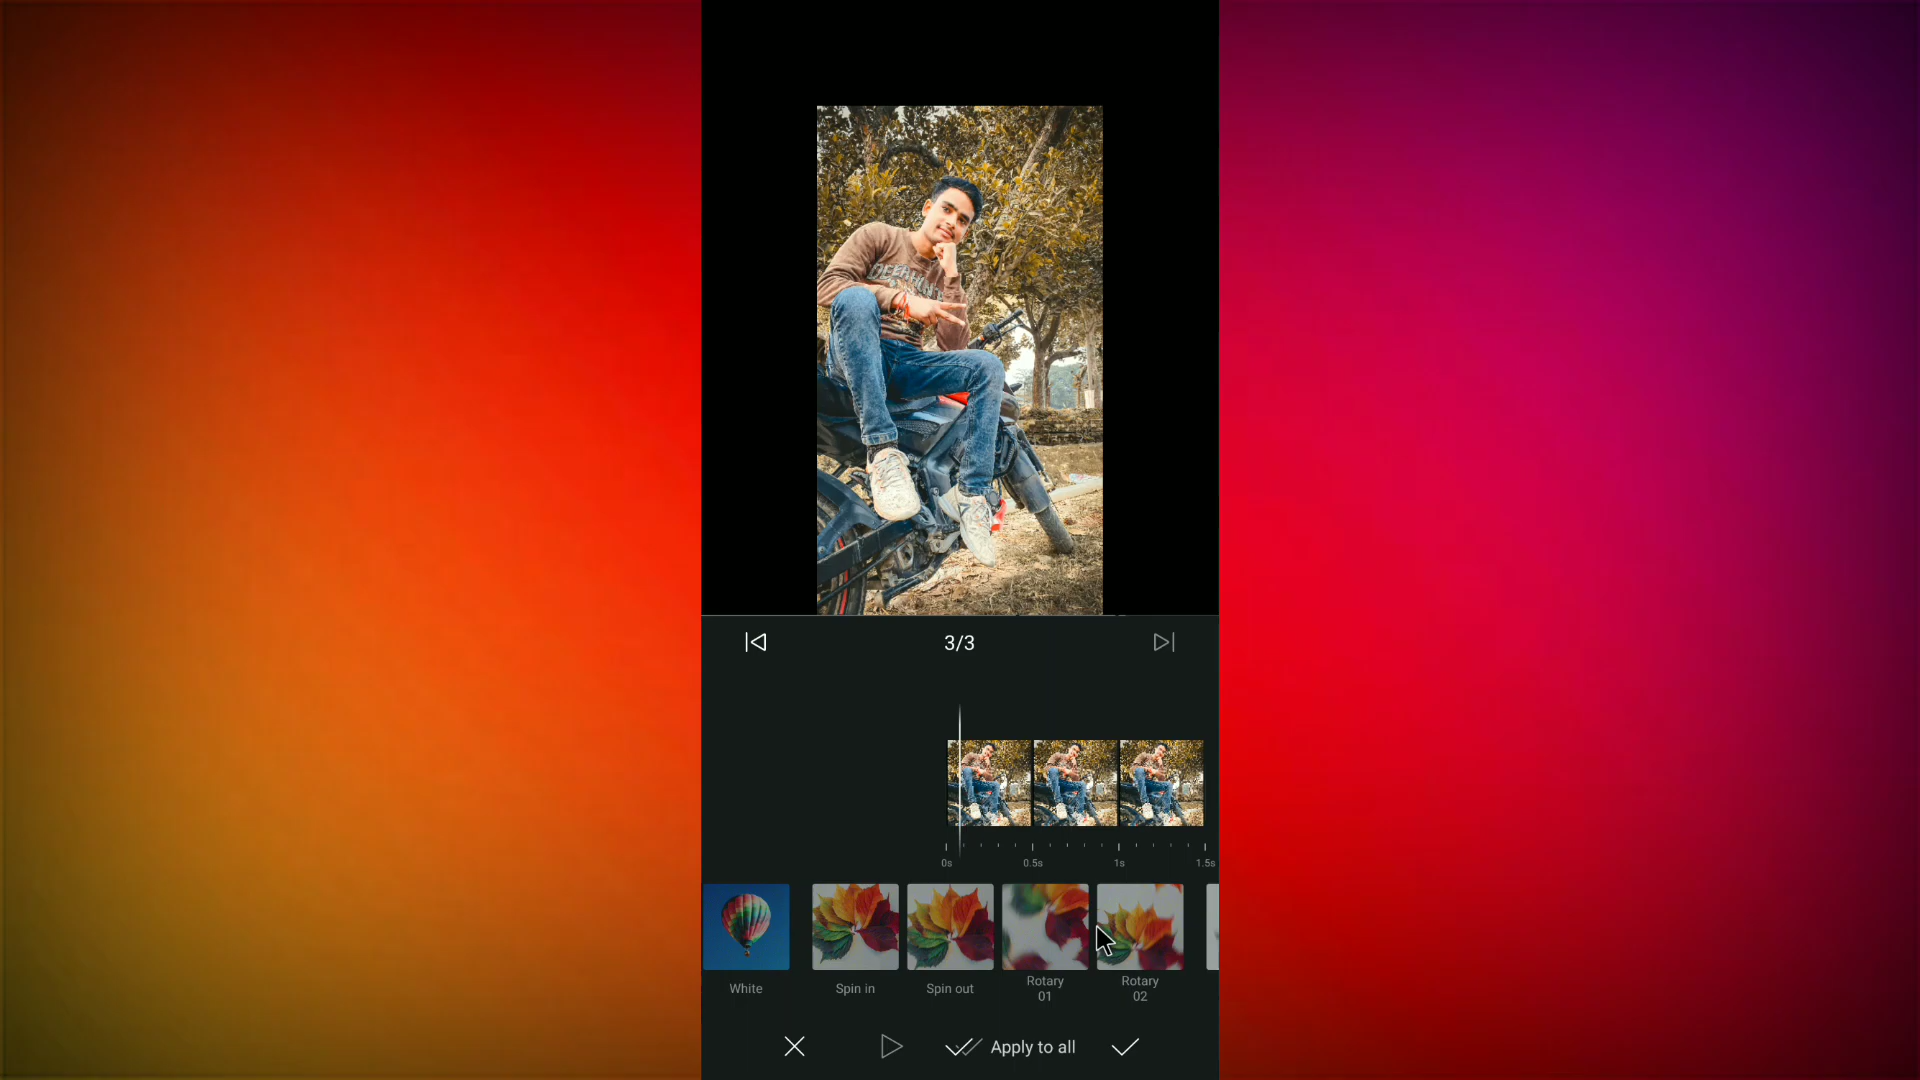 3/3
0s 0.5s 1s 1.5s
White Spin in Spin out Rotary 01 Rotary 02
Apply to all